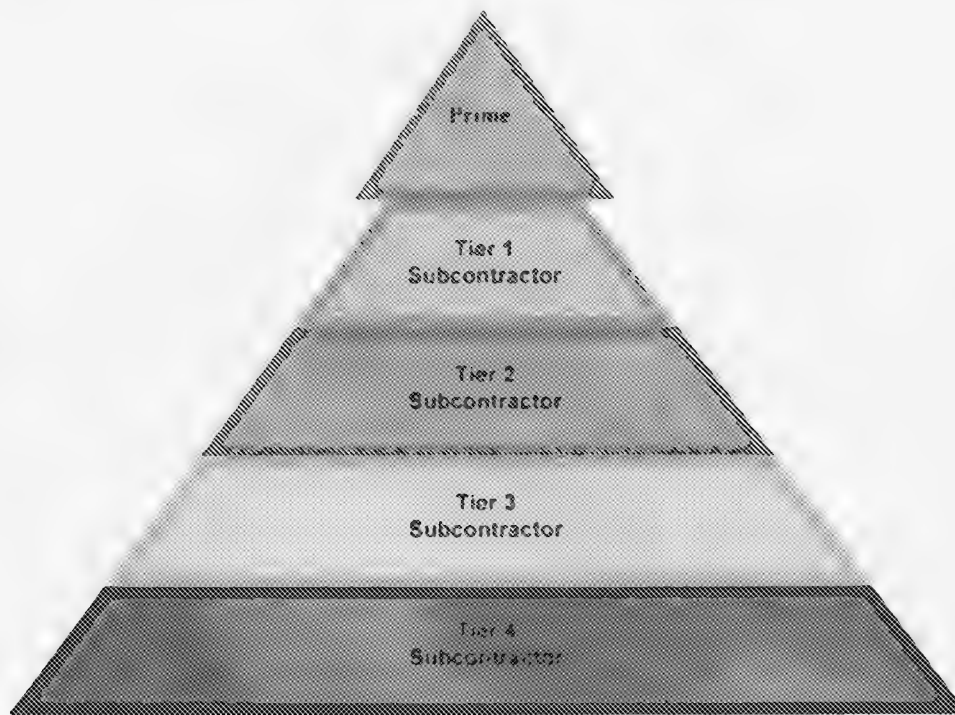 Prime
Tier 1
Subcontractor
Tier 2
Subcontractor
Tier 3
Subcontractor
Tier 4
Subcontractor